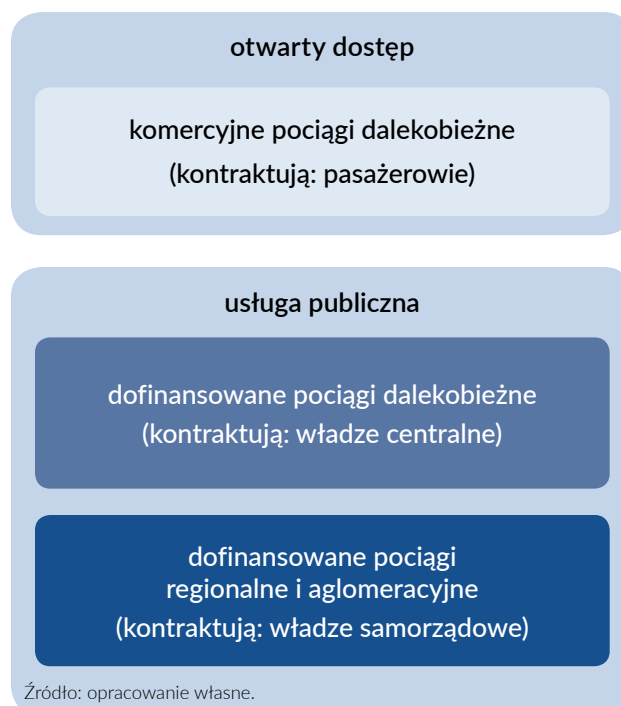 otwarty dostęp
komercyjne pociągi dalekobieżne
(kontraktują: pasażerowie)
usługa publiczna
dofinansowane pociągi dalekobieżne
(kontraktują: władze centralne)
dofinansowane pociągi
regionalne i aglomeracyjne
(kontraktują: władze samorządowe)
Źródło: opracowanie własne.